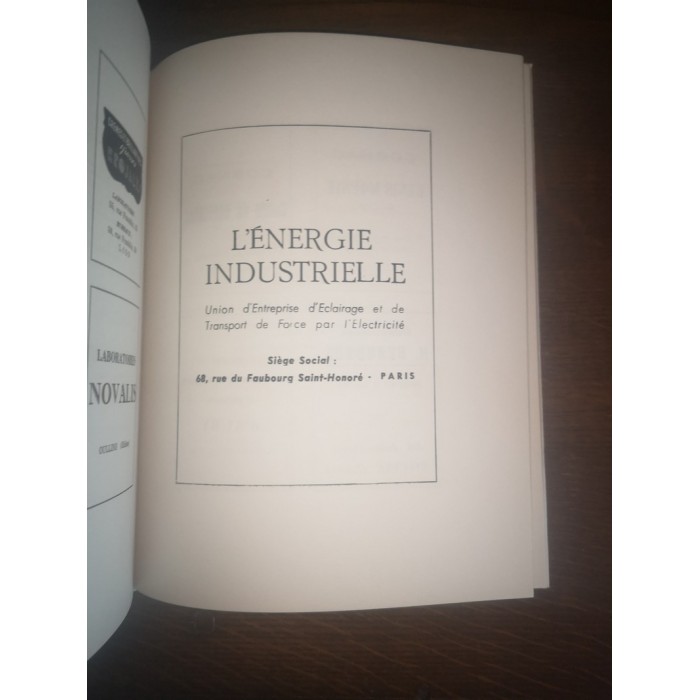 LABORATOIRES
NOVALIS
OULLINS
L'ÉNERGIE
INDUSTRIELLE
Union d'Entreprise d'Eclairage et de
Transport de Force par l'Electricité
Siège Social :
68, rue du Faubourg Saint-Honoré - PARIS